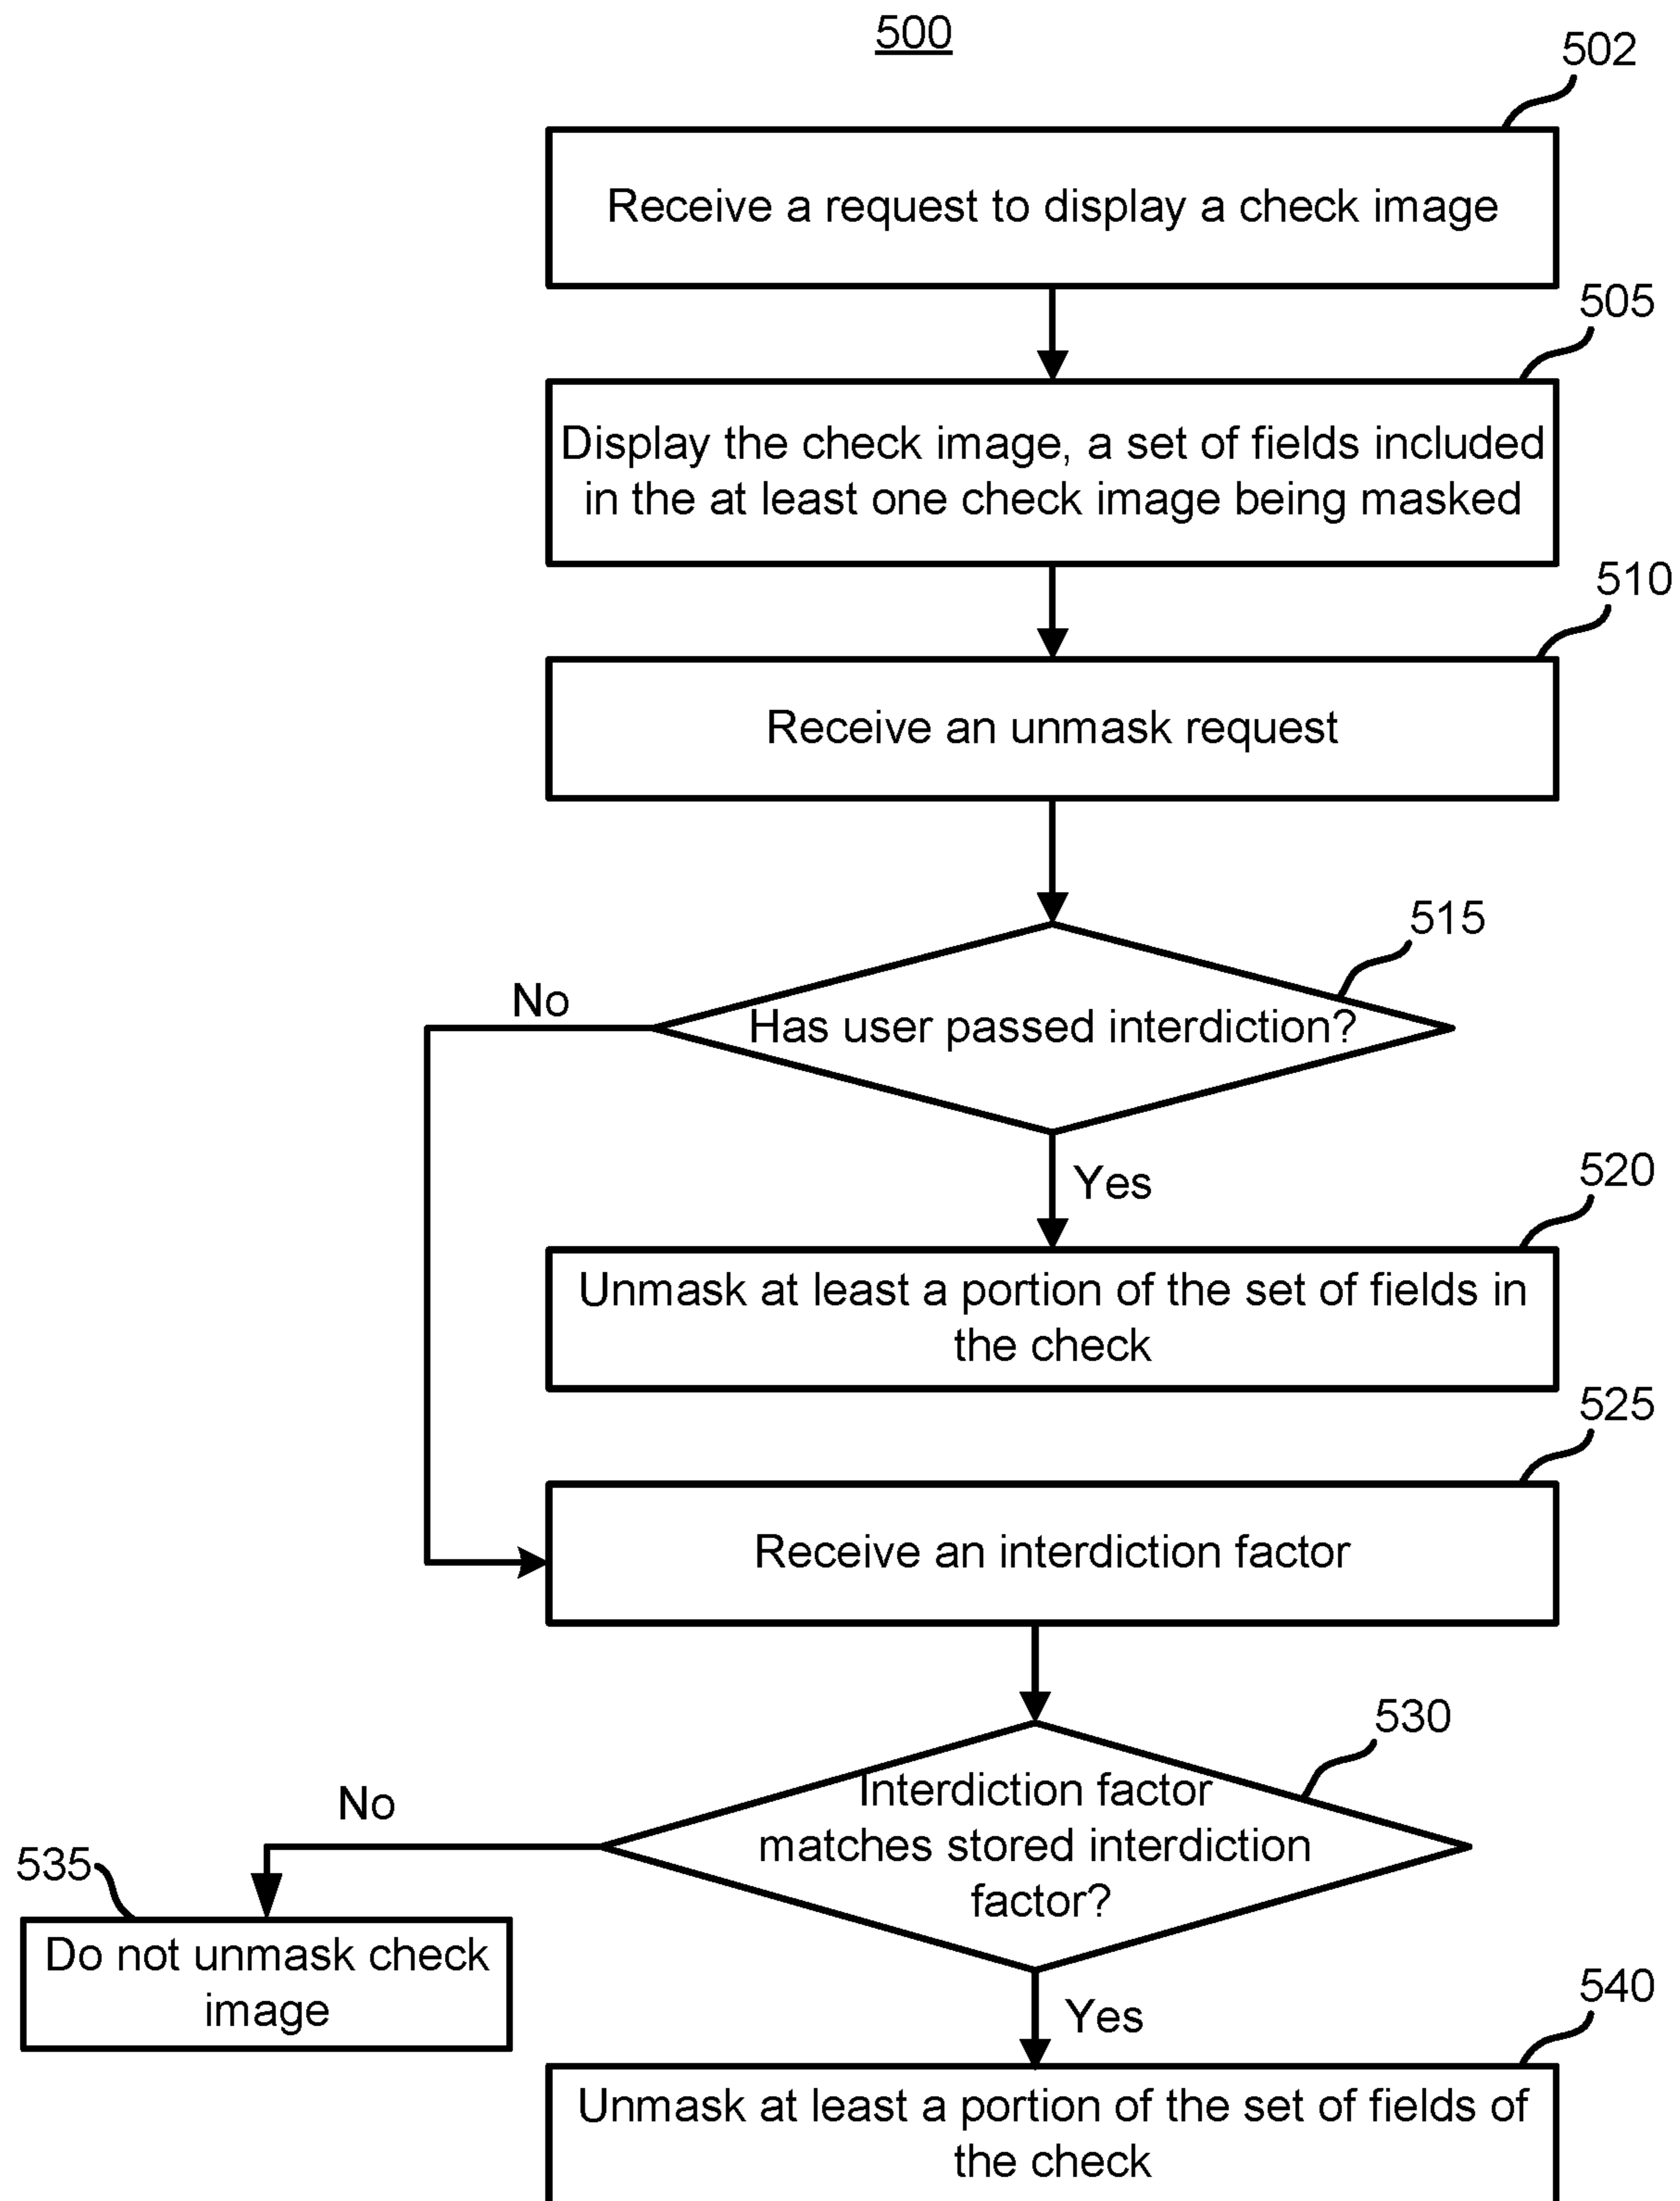 500
502
Receive a request to display a check image
505
Display the check image, a set of fields included
in the at least one check image being masked
510
Receive an unmask request
515
No
Has user passed interdiction?
Yes
520
Unmask at least a portion of the set of fields in
the check
525
Receive an interdiction factor
530
Interdiction factor
matches stored interdiction
factor?
No
535
Do not unmask check
image
Yes
540
Unmask at least a portion of the set of fields of
the check